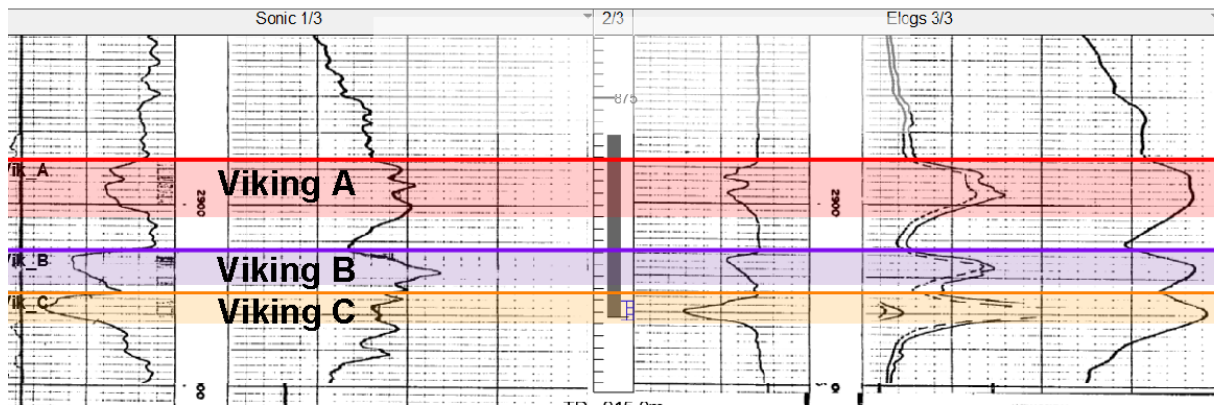 Sonic 1/3
2/3
Elogs 3/3
875
Vik_A
Viking A
2900
2900
Vik_B
Viking B
Vik_C
Viking C